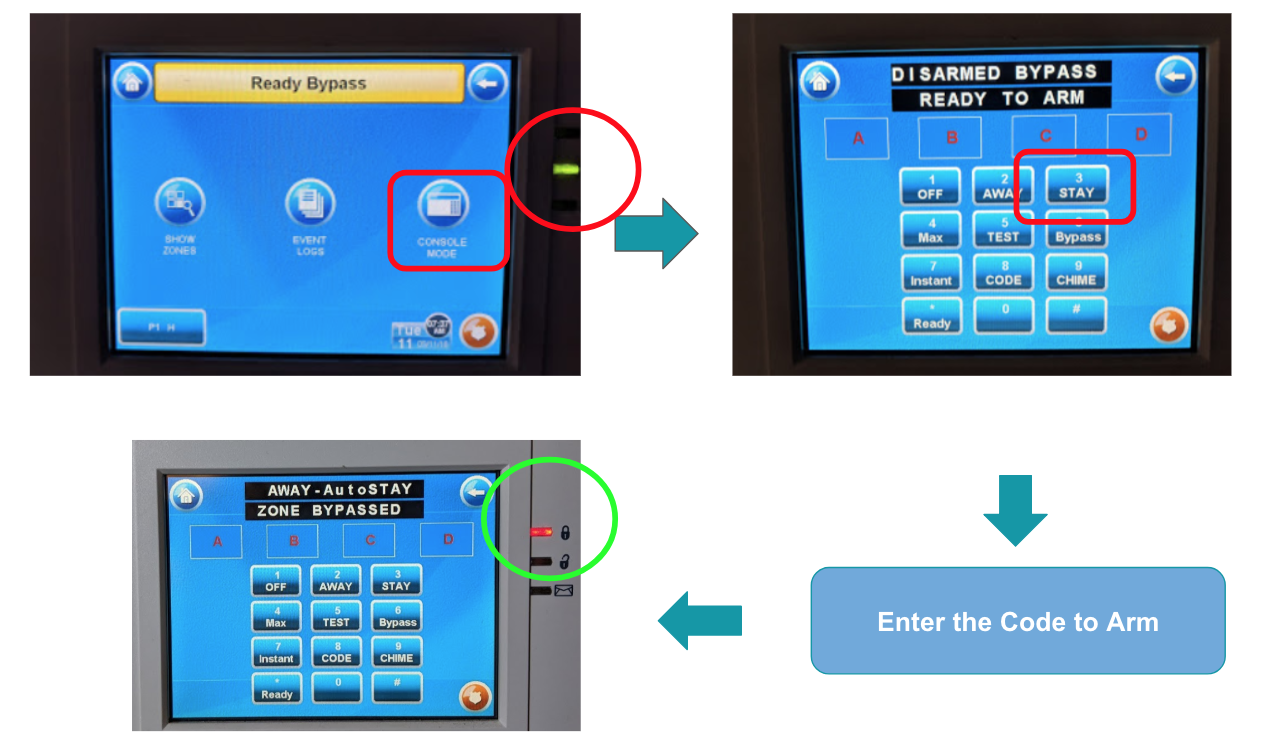 Ready Bypass
SHOW
ZONES
EVENT
LOGS
CONSOLE
MODE
P1 H
Tue
07:37
AM
11
DISARMED BYPASS
READY TO ARM
A B C D
1
OFF
2
AWAY
3
STAY
4
Max
5
TEST
Bypass
7
Instant
8
CODE
9
CHIME
*
Ready
0
#
Enter the Code to Arm
AWAY-AutoSTAY
ZONE BYPASSED
A B C D
1
OFF
2
AWAY
3
STAY
4
Max
5
TEST
6
Bypass
7
Instant
8
CODE
9
CHIME
*
Ready
0
#